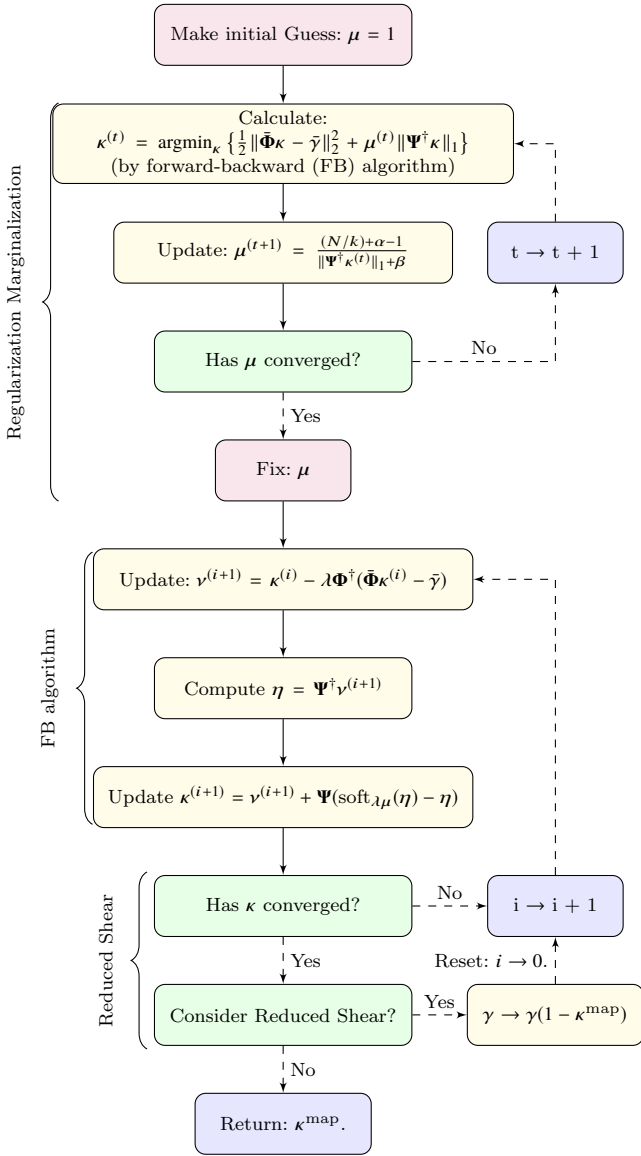 Make initial Guess: μ = 1
Regularization Marginalization
Calculate:
κ^(t) = argmin_κ { 1/2 ‖Φ̄κ − γ̄‖₂² + μ^(t) ‖Ψ†κ‖₁ }
(by forward-backward (FB) algorithm)
Update: μ^(t+1) = ((N/k)+α−1) / (‖Ψ†κ^(t)‖₁+β)
t → t + 1
Has μ converged?
No
Yes
Fix: μ
FB algorithm
Update: ν^(i+1) = κ^(i) − λΦ†(Φ̄κ^(i) − γ̄)
Compute η = Ψ†ν^(i+1)
Update κ^(i+1) = ν^(i+1) + Ψ(soft_λμ(η) − η)
Reduced Shear
Has κ converged?
No
i → i + 1
Yes
Reset: i → 0.
Consider Reduced Shear?
Yes
γ → γ(1 − κ^map)
No
Return: κ^map.